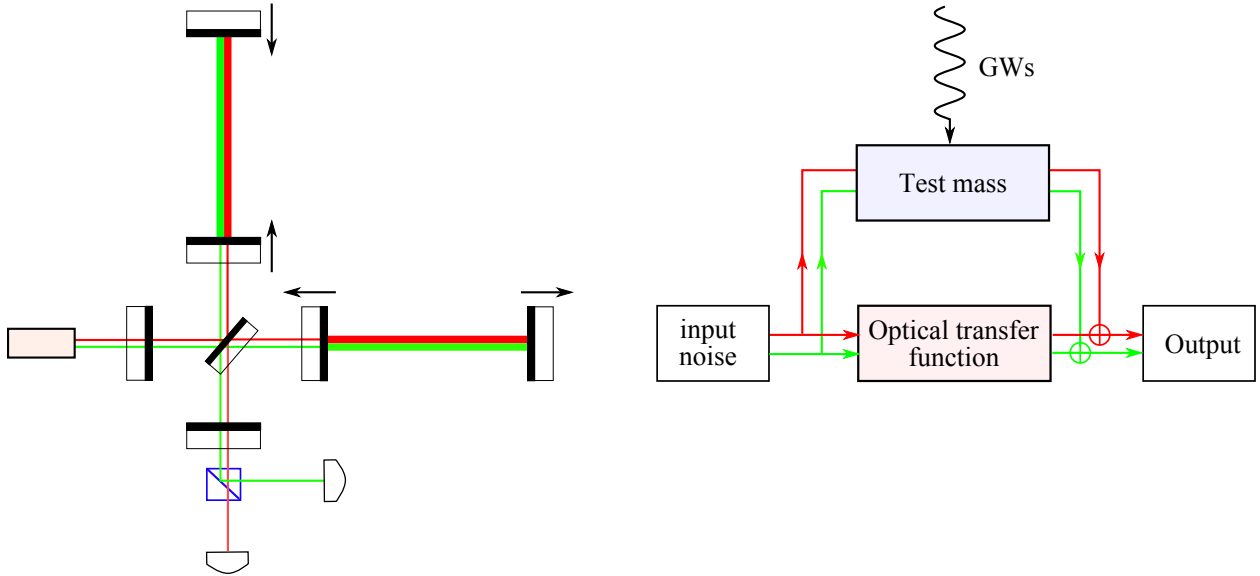 GWs
Test mass
input
noise
Optical transfer
function
Output